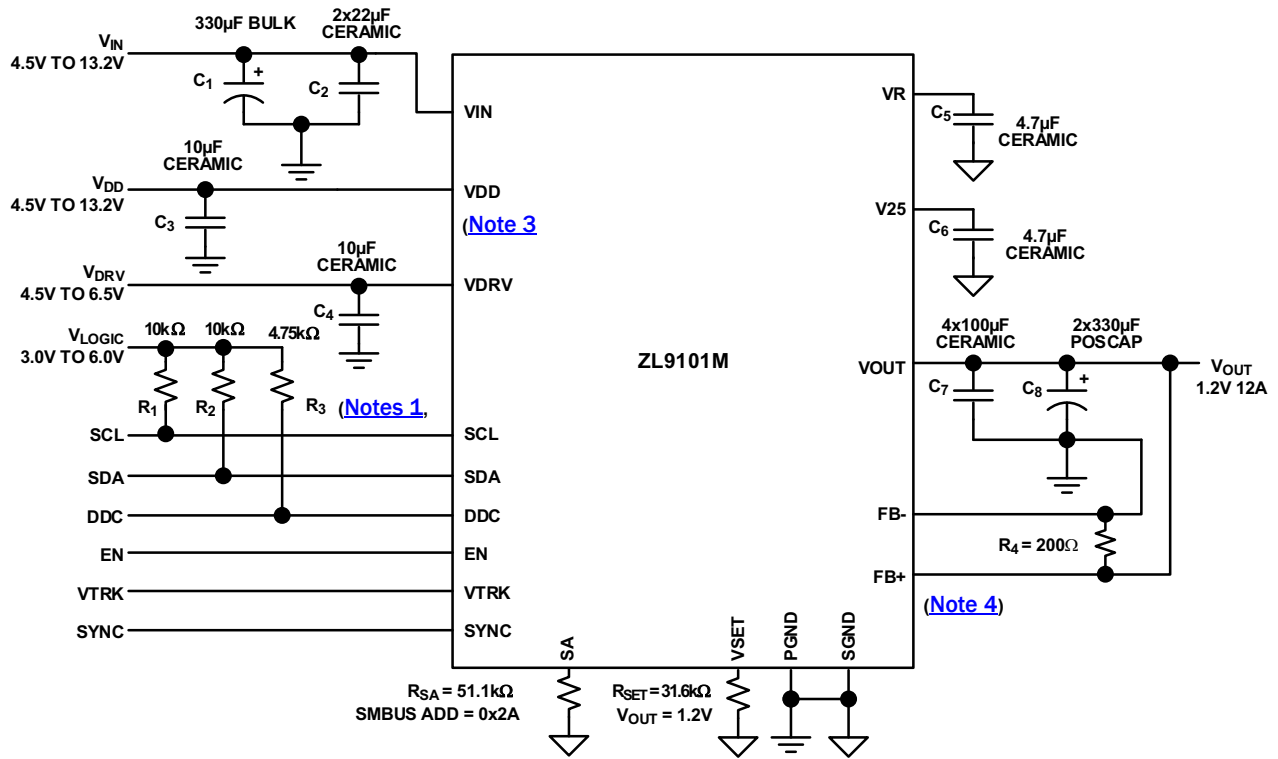 330µF BULK
2x22µF
CERAMIC
VIN
4.5V TO 13.2V
C1
+
C2
VIN
10µF
CERAMIC
VDD
4.5V TO 13.2V
C3
VDD
(Note 3
10µF
CERAMIC
VDRV
4.5V TO 6.5V
C4
VDRV
VLOGIC
3.0V TO 6.0V
10kΩ
10kΩ
4.75kΩ
R1
R2
R3
(Notes 1,
SCL
SCL
SDA
SDA
DDC
DDC
EN
EN
VTRK
VTRK
SYNC
SYNC
ZL9101M
VR
C5
4.7µF
CERAMIC
V25
C6
4.7µF
CERAMIC
4x100µF
CERAMIC
2x330µF
POSCAP
VOUT
C7
C8
+
VOUT
1.2V 12A
FB-
R4 = 200Ω
FB+
(Note 4)
SA
VSET
PGND
SGND
RSA = 51.1kΩ
SMBUS ADD = 0x2A
RSET=31.6kΩ
VOUT = 1.2V